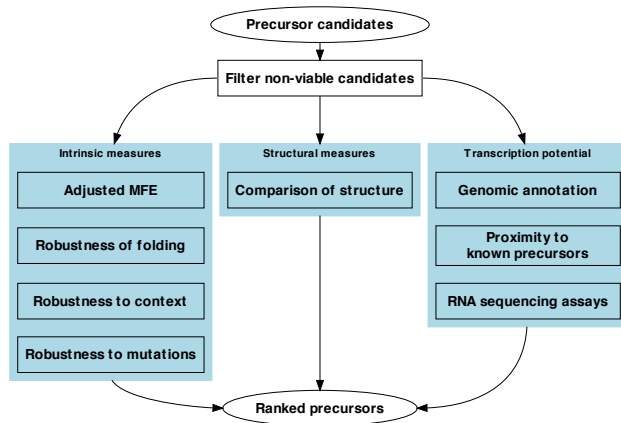 Precursor candidates
Filter non-viable candidates
Intrinsic measures
Adjusted MFE
Robustness of folding
Robustness to context
Robustness to mutations
Structural measures
Comparison of structure
Transcription potential
Genomic annotation
Proximity to
known precursors
RNA sequencing assays
Ranked precursors